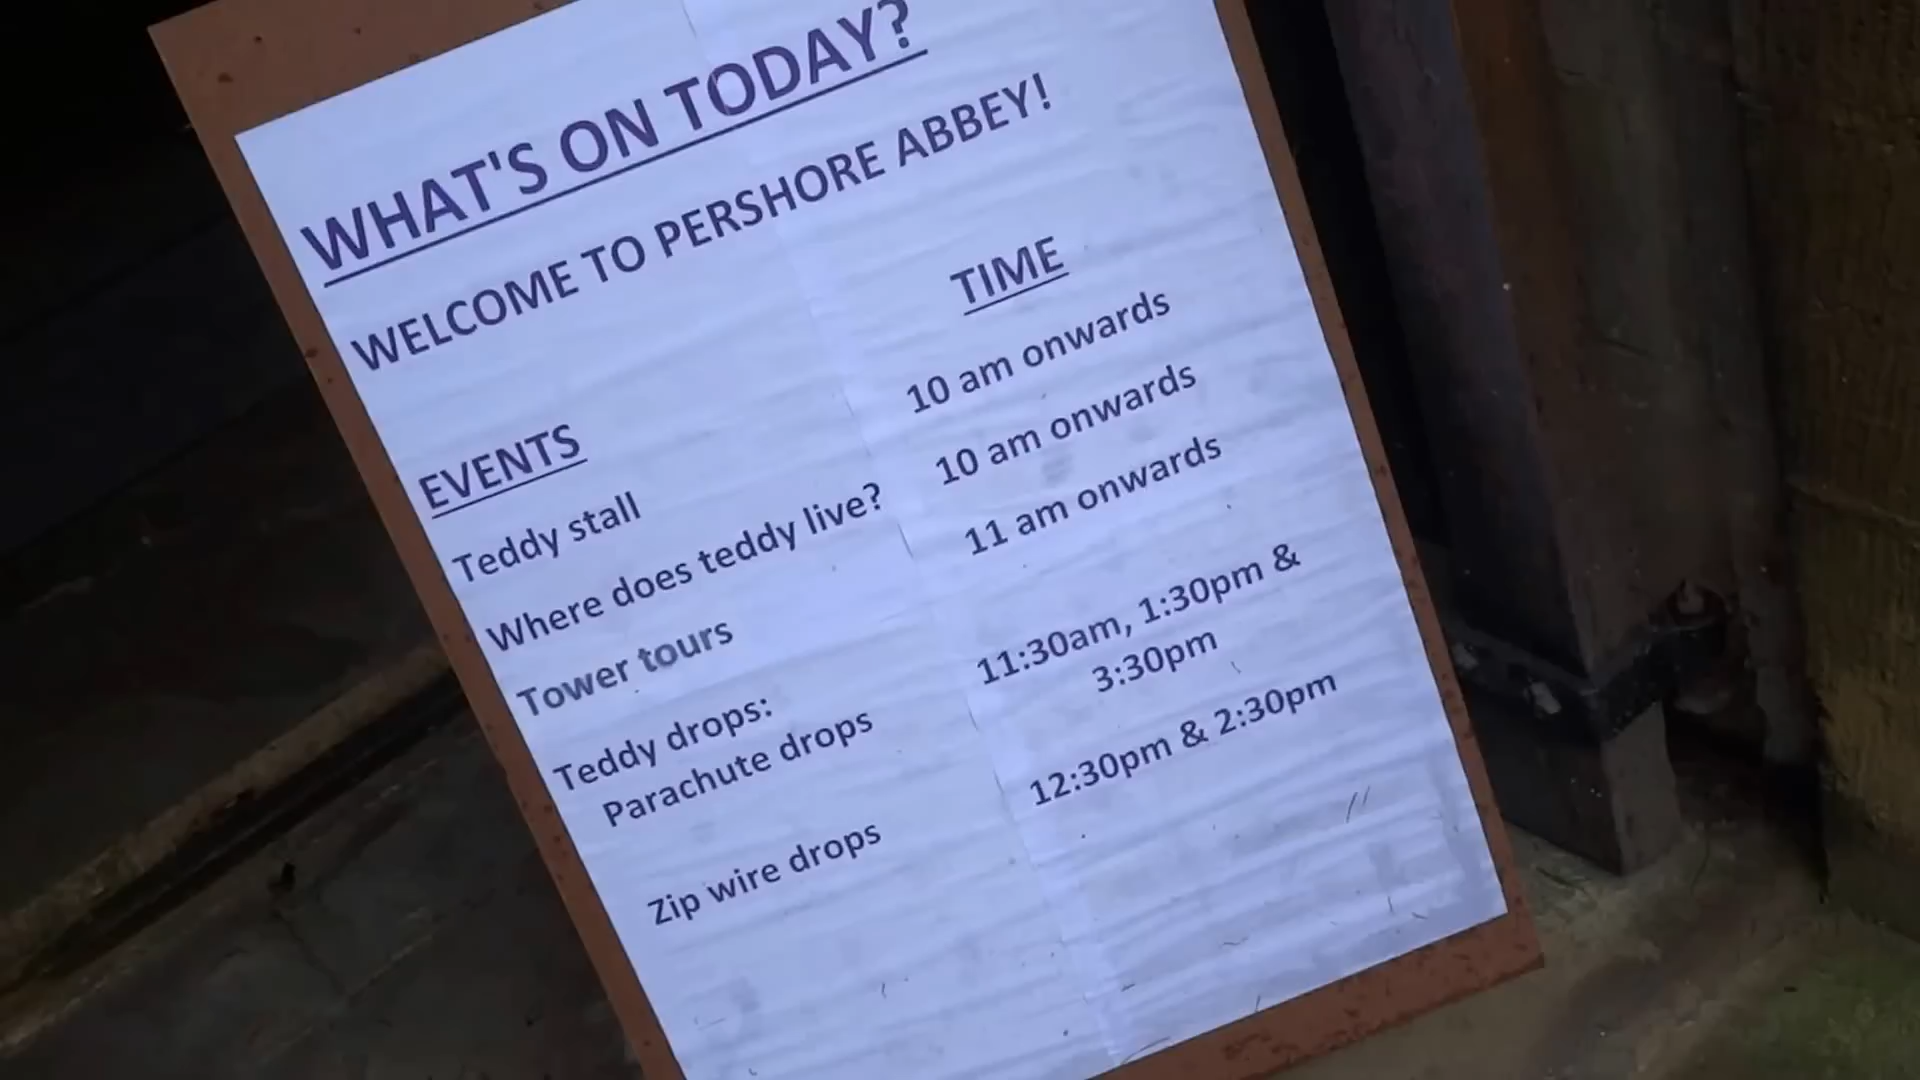 WHAT'S ON TODAY?
WELCOME TO PERSHORE ABBEY!
EVENTS TIME
Teddy stall 10 am onwards
Where does teddy live? 10 am onwards
Tower tours 11 am onwards
Teddy drops:
Parachute drops 11:30am, 1:30pm &
3:30pm
Zip wire drops 12:30pm & 2:30pm